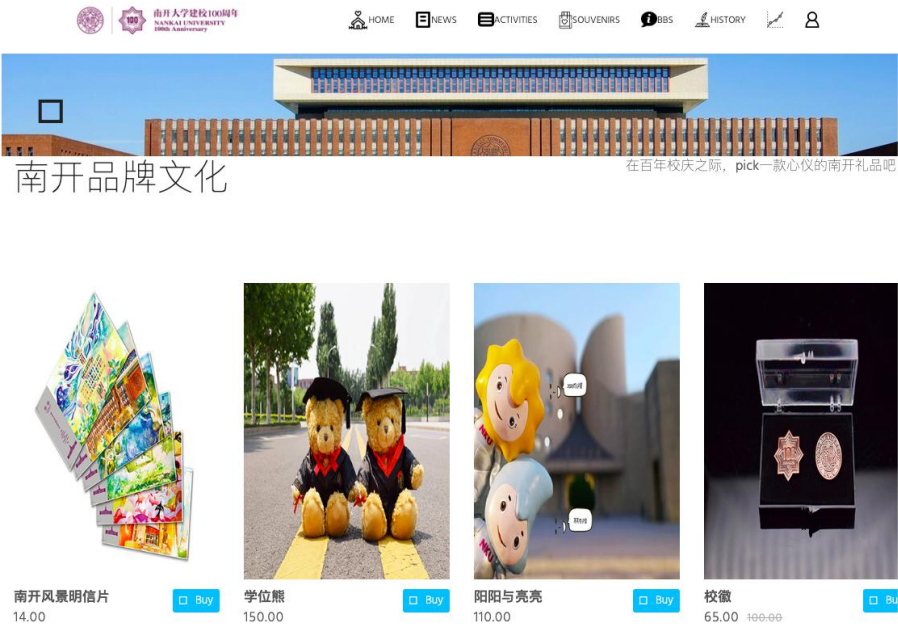 南开大学建校100周年
NANKAI UNIVERSITY
100th Anniversary
HOME
NEWS
ACTIVITIES
SOUVENIRS
BBS
HISTORY
100
南开品牌文化
在百年校庆之际，pick一款心仪的南开礼品吧
NKU
NKU
南开风景明信片
Buy
14.00
学位熊
Buy
150.00
阳阳与亮亮
Buy
110.00
校徽
Bu
65.00 100.00